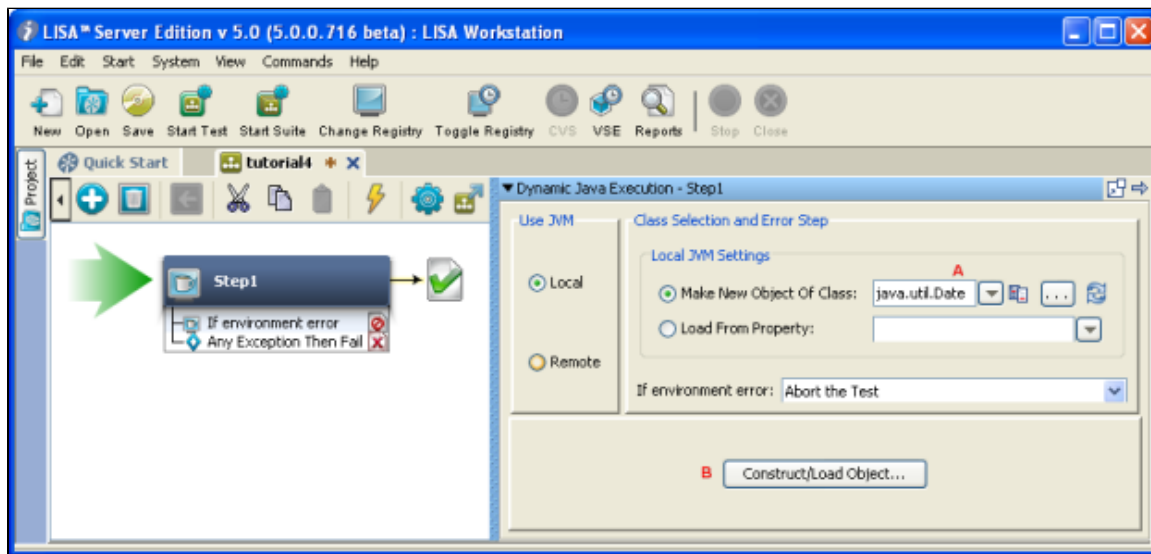 LISA™ Server Edition v 5.0 (5.0.0.716 beta) : LISA Workstation
File Edit Start System View Commands Help
New Open Save Start Test Start Suite Change Registry Toggle Registry CVS VSE Reports Stop Close
Project
Quick Start tutorial4
Dynamic Java Execution - Step1
Use JVM
Local
Remote
Class Selection and Error Step
Local JVM Settings
A
Make New Object Of Class: java.util.Date ...
Load From Property:
If environment error: Abort the Test
B Construct/Load Object...
Step1
If environment error
Any Exception Then Fail